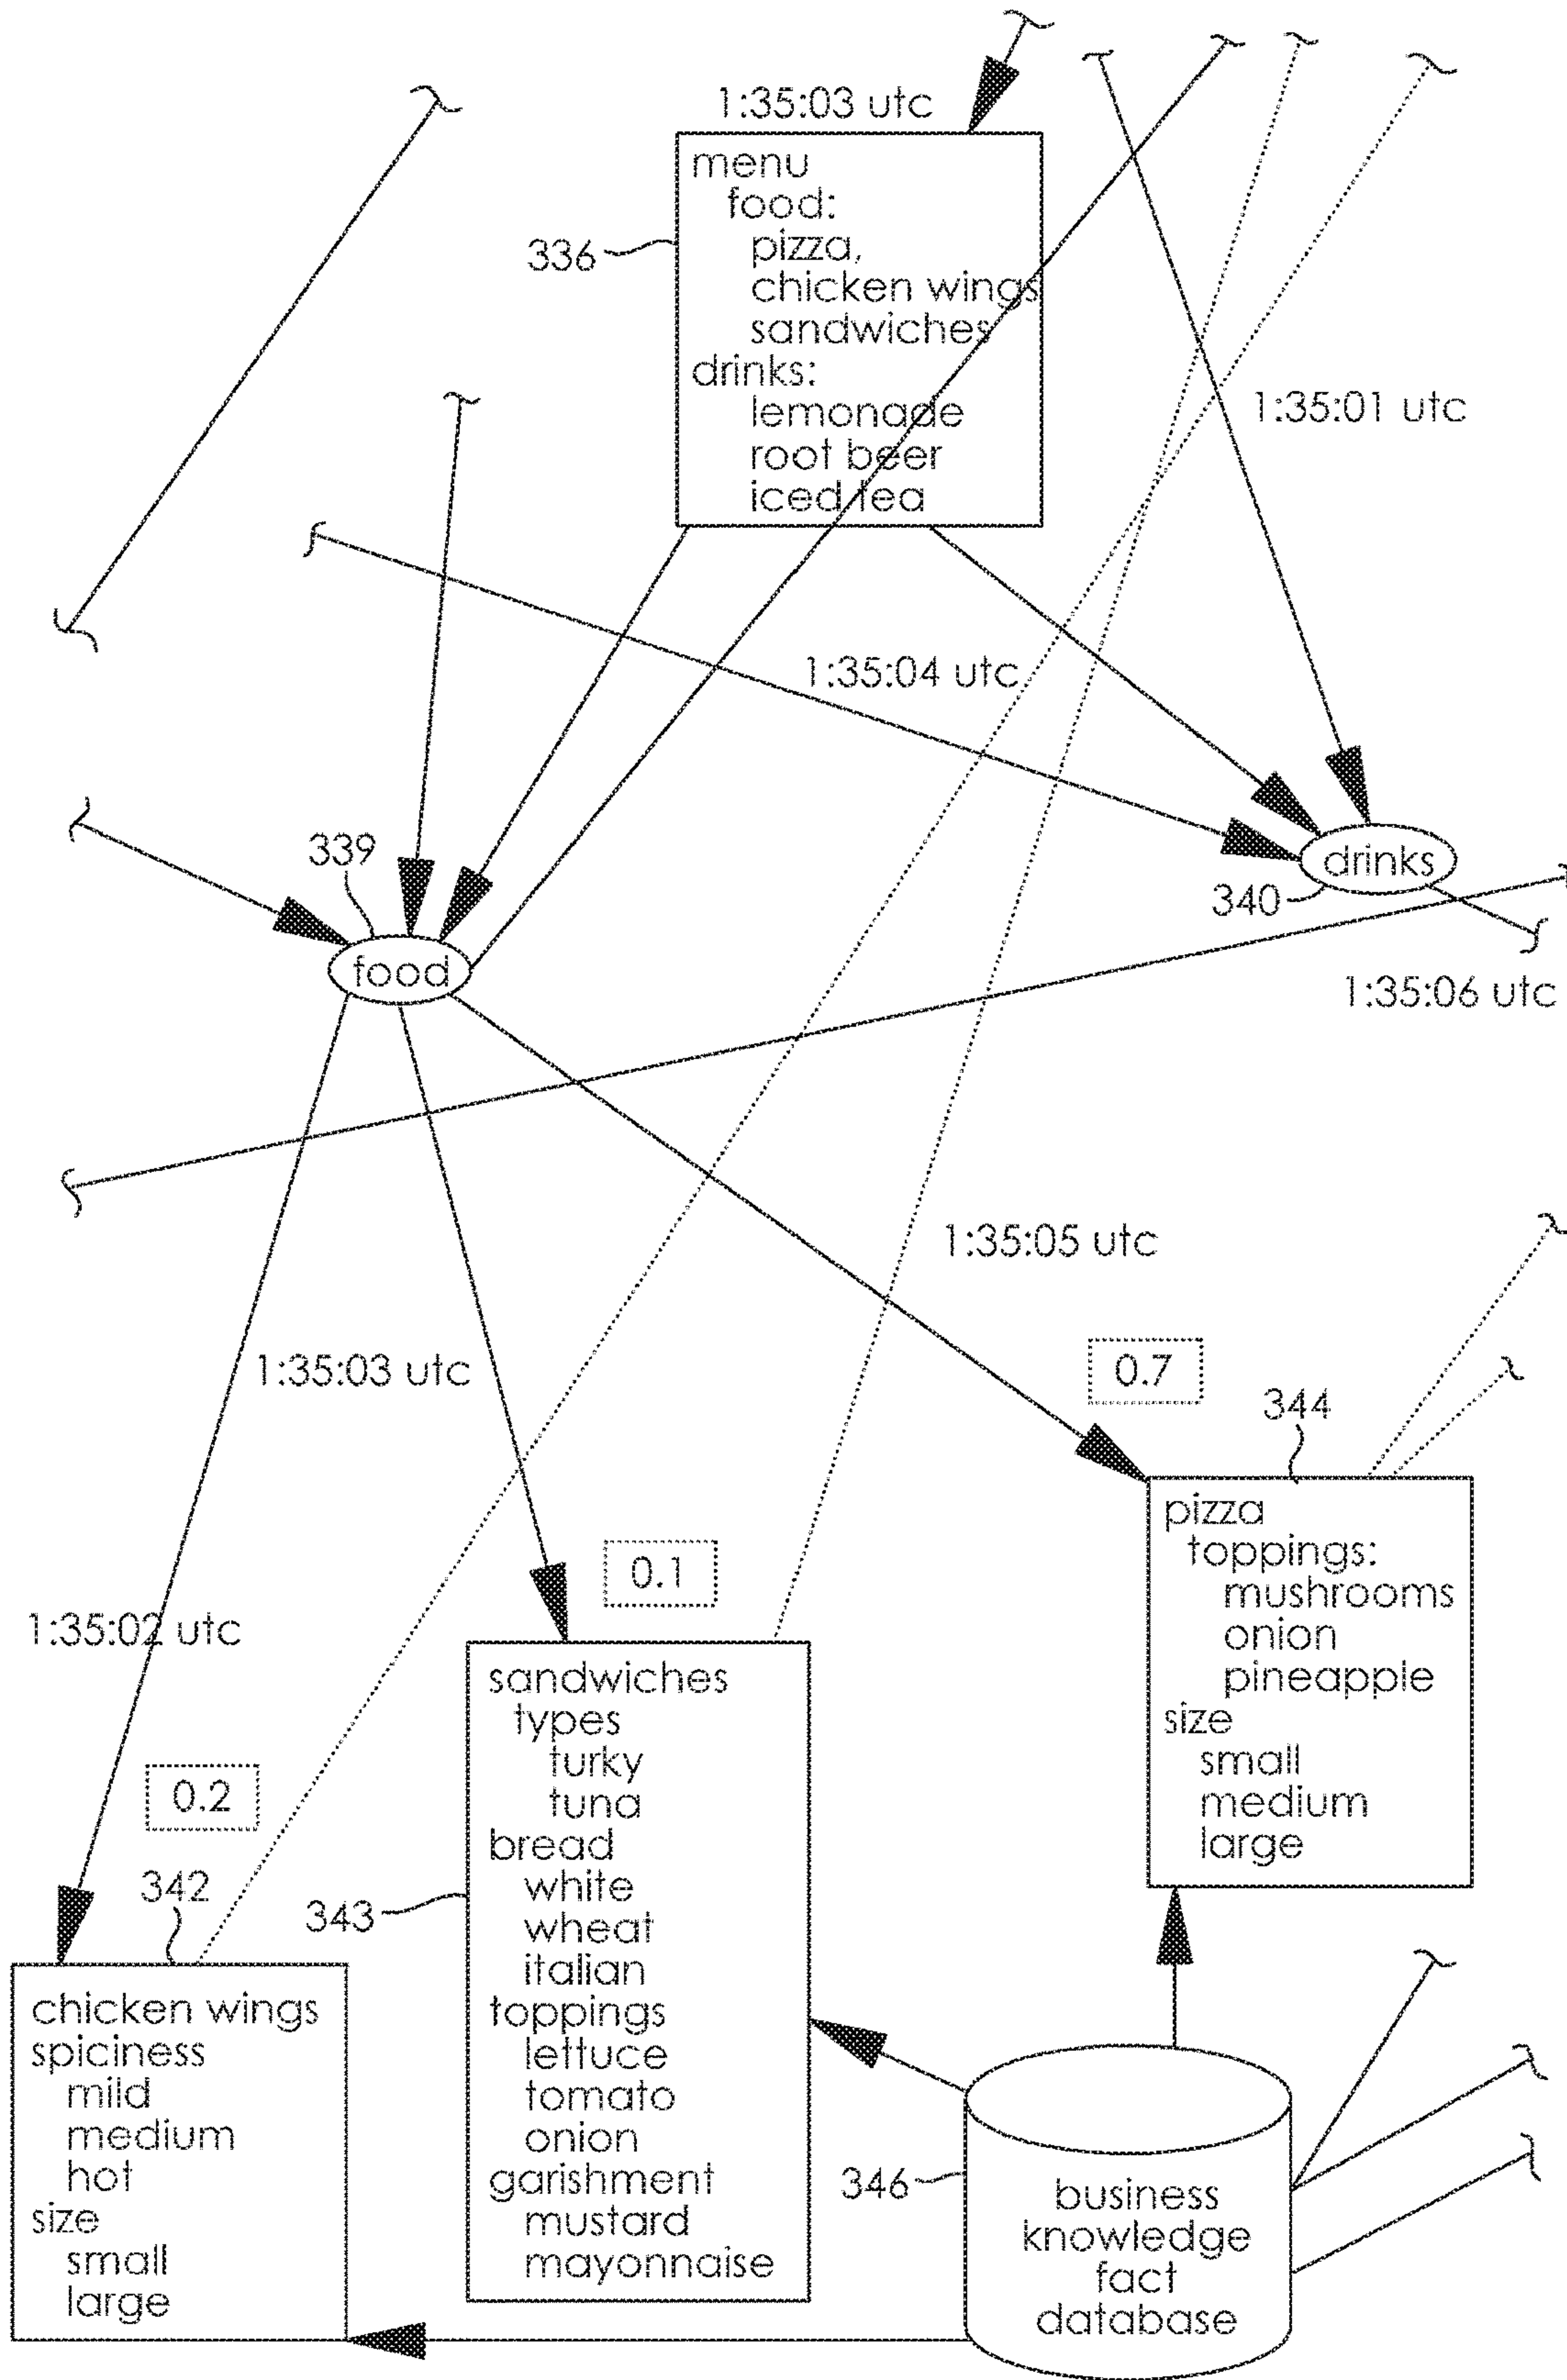 1:35:03 utc
menu
food:
pizza,
chicken wings
sandwiches
drinks:
lemonade
root beer
iced tea
336
1:35:01 utc
1:35:04 utc
339
food
drinks
340
1:35:06 utc
1:35:05 utc
1:35:03 utc
0.7
344
pizza
toppings:
mushrooms
onion
pineapple
size
small
medium
large
0.1
1:35:02 utc
sandwiches
types
turky
tuna
bread
white
wheat
italian
toppings
lettuce
tomato
onion
garishment
mustard
mayonnaise
343
0.2
342
chicken wings
spiciness
mild
medium
hot
size
small
large
346
business
knowledge
fact
database